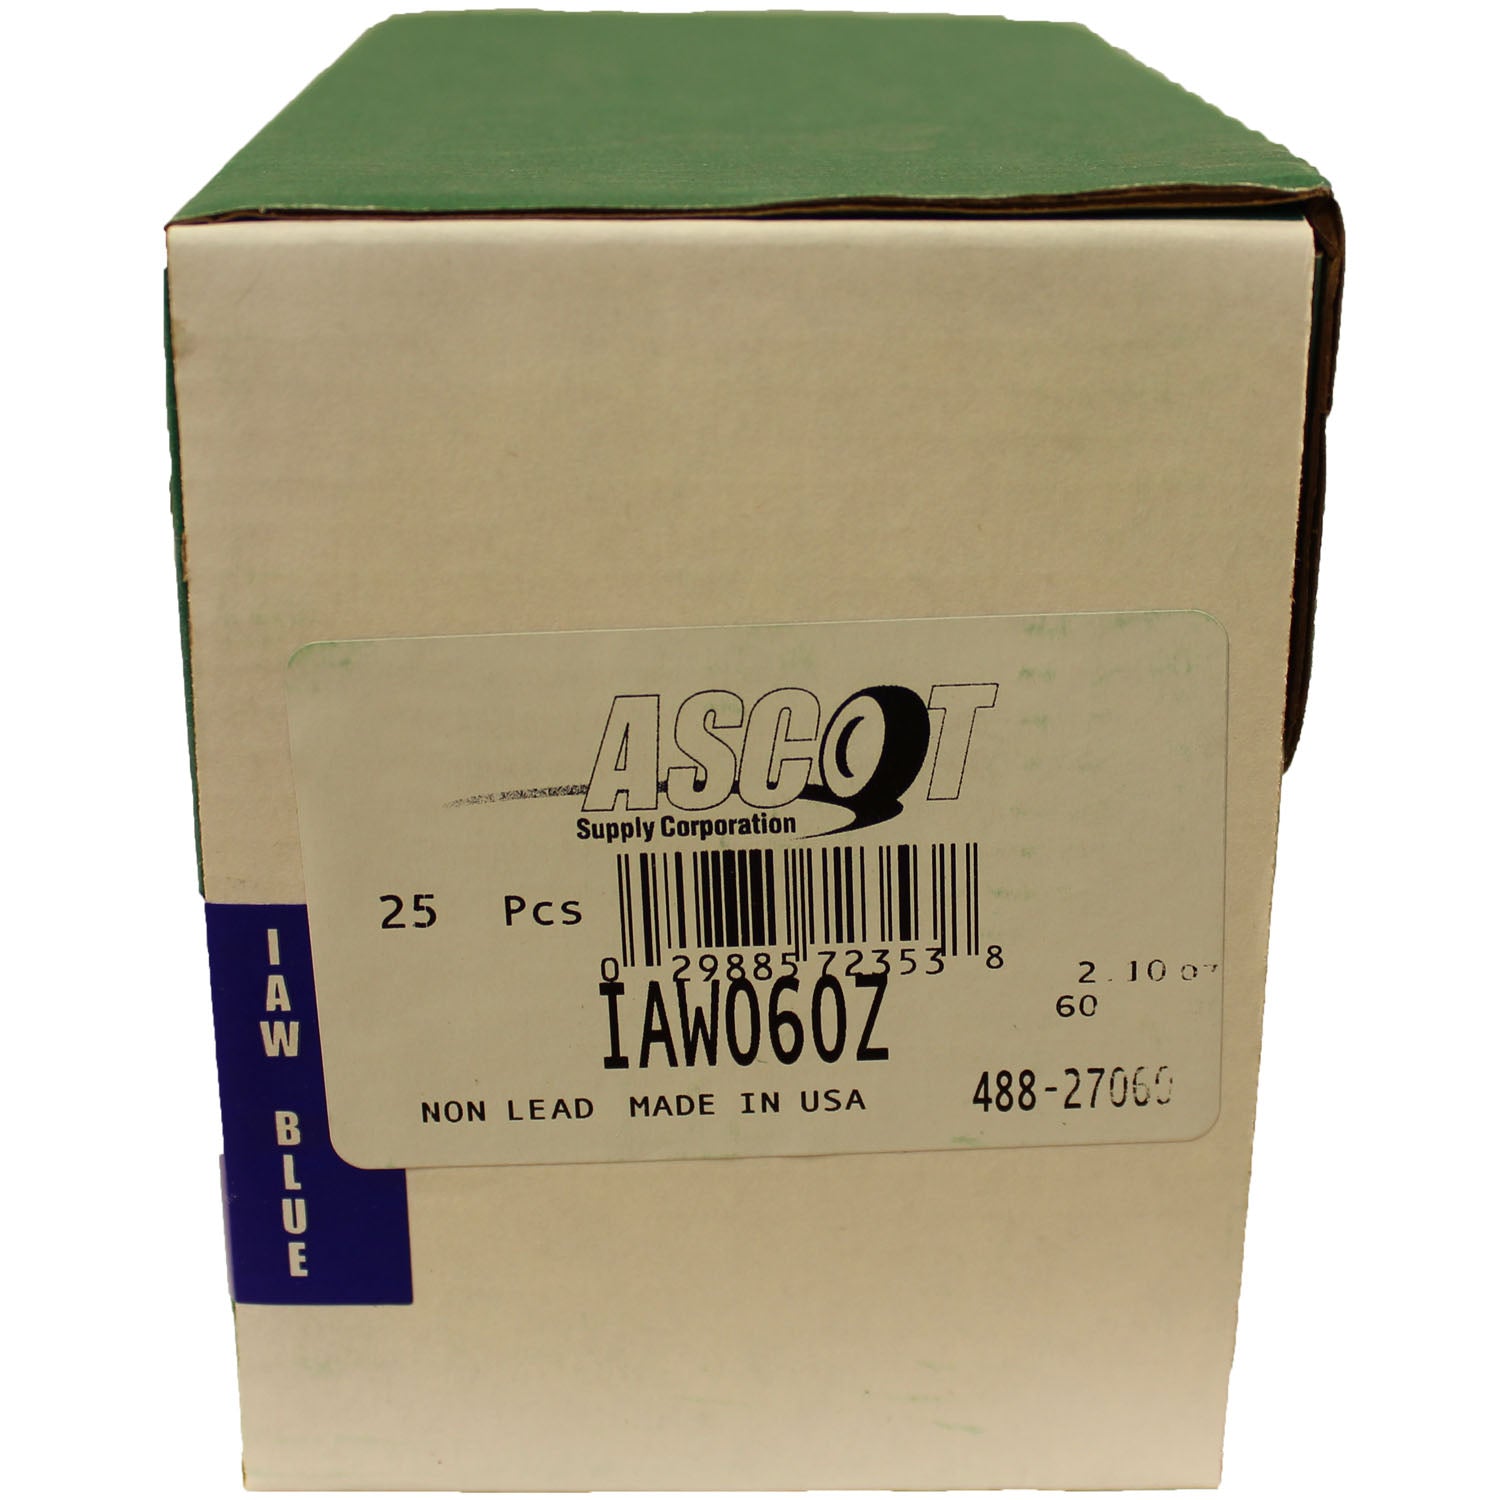 ASCOT
Supply Corporation
25 Pcs
0 29885 72353 8
2.10 oz
60
IAW060Z
NON LEAD MADE IN USA
488-27060
IAW BLUE